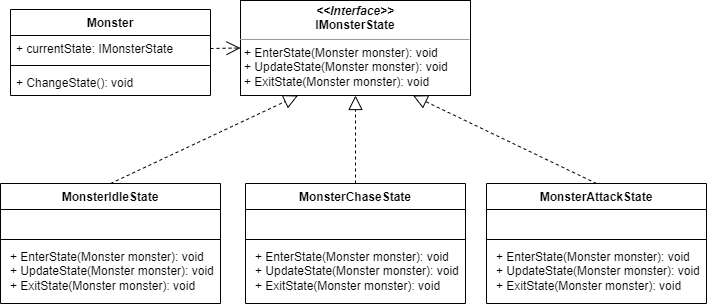 Monster
+ currentState: IMonsterState
+ ChangeState(): void
<<Interface>>
IMonsterState
+ EnterState(Monster monster): void
+ UpdateState(Monster monster): void
+ ExitState(Monster monster): void
MonsterIdleState
+ EnterState(Monster monster): void
+ UpdateState(Monster monster): void
+ ExitState(Monster monster): void
MonsterChaseState
+ EnterState(Monster monster): void
+ UpdateState(Monster monster): void
+ ExitState(Monster monster): void
MonsterAttackState
+ EnterState(Monster monster): void
+ UpdateState(Monster monster): void
+ ExitState(Monster monster): void